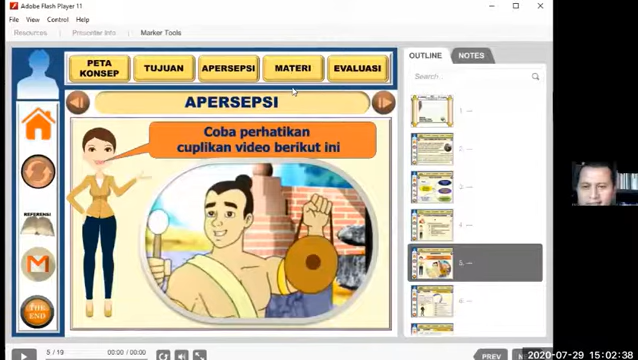 Adobe Flash Player 11
File View Control Help
Resources Presenter Info Marker Tools
PETA KONSEP
TUJUAN
APERSEPSI
MATERI
EVALUASI
OUTLINE NOTES
Search...
APERSEPSI
Coba perhatikan
cuplikan video berikut ini
REFERENSI
THE END
5 / 19
00:00 / 00:00
PREV
2020-07-29 15:02:38